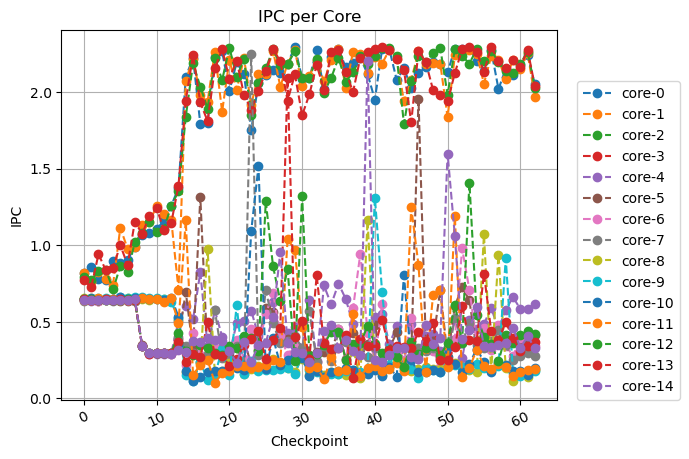 IPC per Core
IPC
2.0
1.5
1.0
0.5
0.0
0
10
20
30
40
50
60
Checkpoint
core-0
core-1
core-2
core-3
core-4
core-5
core-6
core-7
core-8
core-9
core-10
core-11
core-12
core-13
core-14